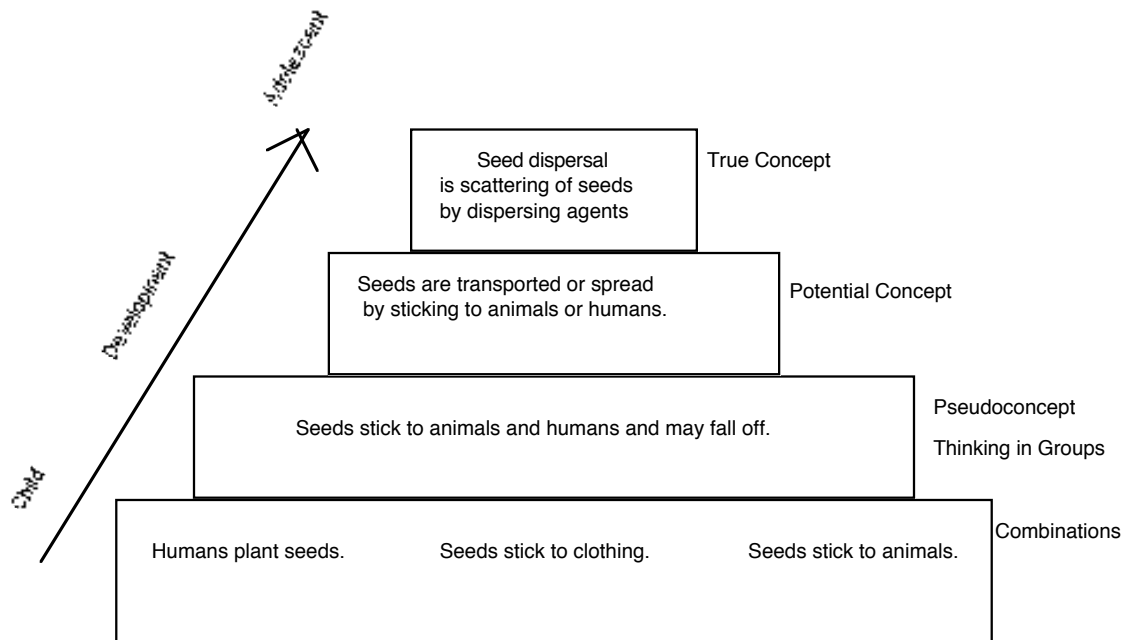 Adolescent
Seed dispersal
is scattering of seeds
by dispersing agents
True Concept
Seeds are transported or spread
by sticking to animals or humans.
Potential Concept
Development
Seeds stick to animals and humans and may fall off.
Pseudoconcept
Thinking in Groups
Child
Humans plant seeds.
Seeds stick to clothing.
Seeds stick to animals.
Combinations